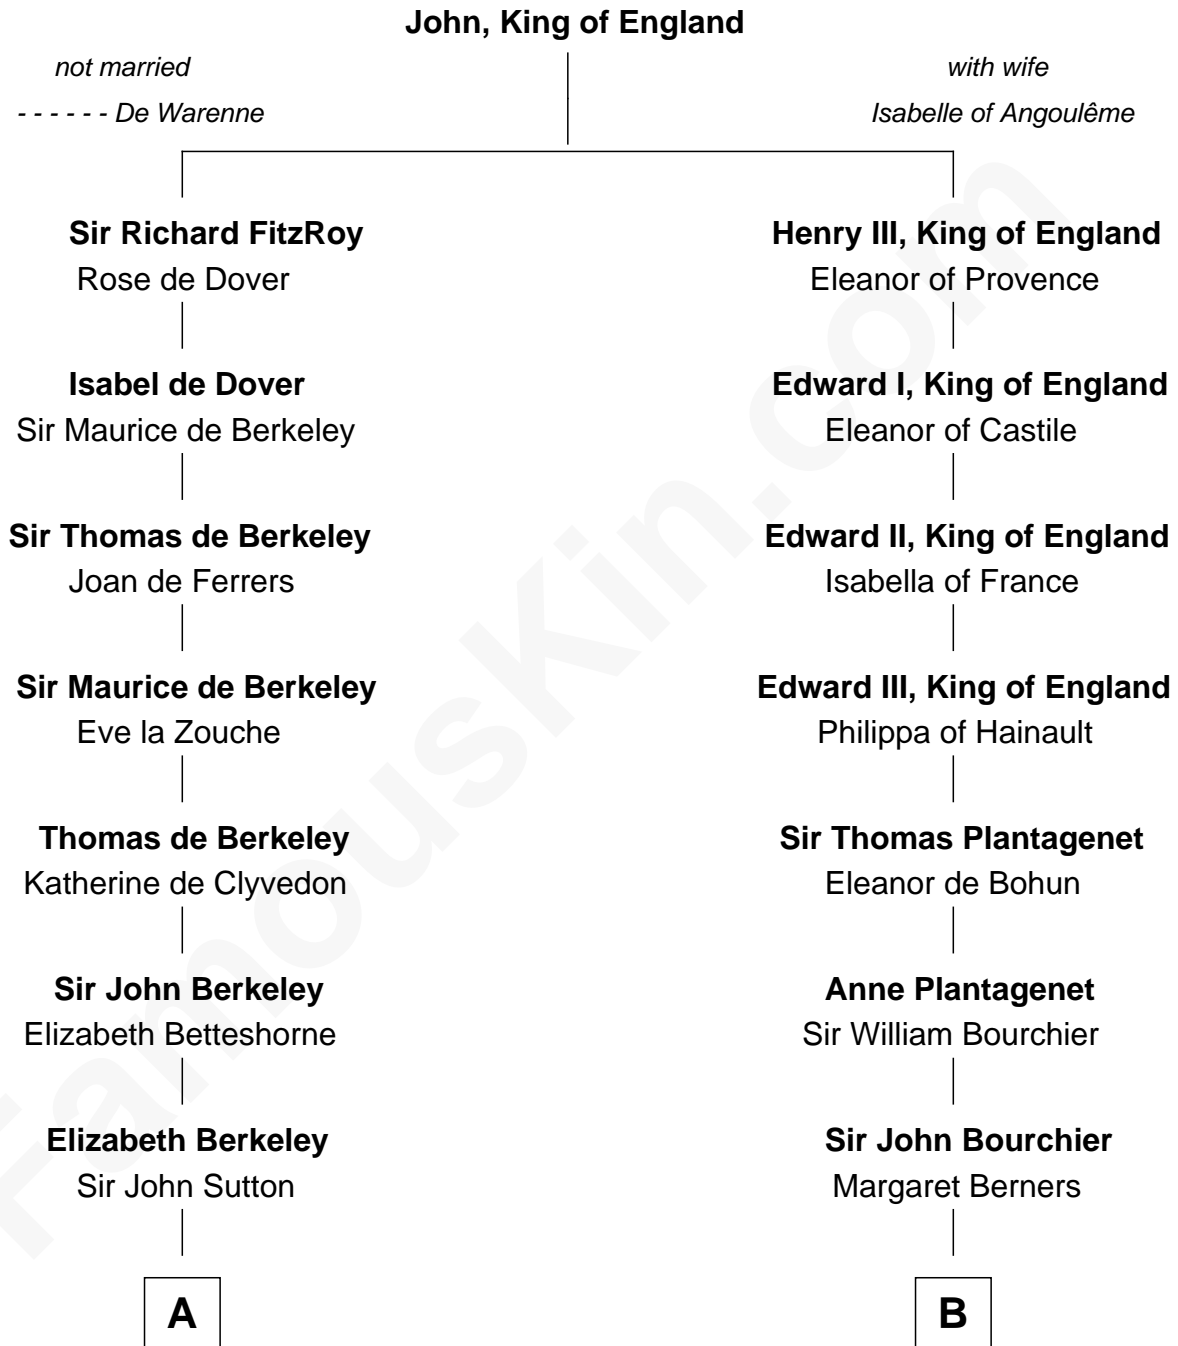 John, King of England
not married
with wife
- - - - - - De Warenne
Isabelle of Angoulême
Sir Richard FitzRoy
Henry III, King of England
Rose de Dover
Eleanor of Provence
Isabel de Dover
Edward I, King of England
Sir Maurice de Berkeley
Eleanor of Castile
Sir Thomas de Berkeley
Edward II, King of England
Joan de Ferrers
Isabella of France
Sir Maurice de Berkeley
Edward III, King of England
Eve la Zouche
Philippa of Hainault
Thomas de Berkeley
Sir Thomas Plantagenet
Katherine de Clyvedon
Eleanor de Bohun
Sir John Berkeley
Anne Plantagenet
Elizabeth Betteshorne
Sir William Bourchier
Elizabeth Berkeley
Sir John Bourchier
Sir John Sutton
Margaret Berners
A
B
FamousKin.com